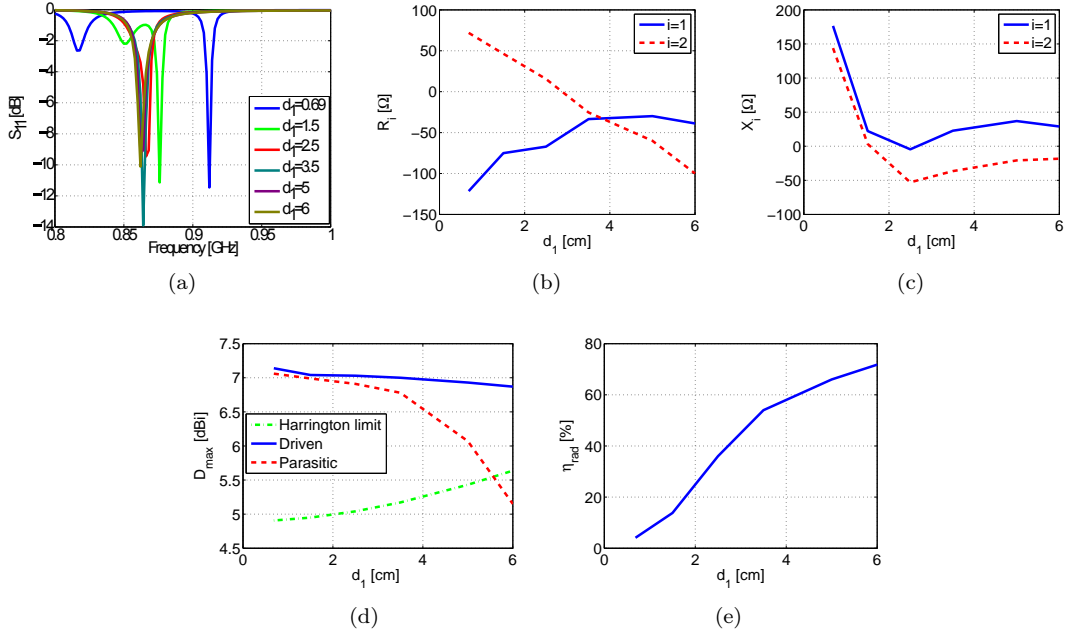 0
−2
−4
−6
−8
−10
−12
−14
0.8
0.85
0.9
0.95
1
S11 [dB]
Frequency [GHz]
d1=0.69
d1=1.5
d1=2.5
d1=3.5
d1=5
d1=6
(a)
100
50
0
−50
−100
−150
0
2
4
6
Ri [Ω]
d1 [cm]
i=1
i=2
(b)
200
150
100
50
0
−50
−100
0
2
4
6
Xi [Ω]
d1 [cm]
i=1
i=2
(c)
7.5
7
6.5
6
5.5
5
4.5
0
2
4
6
Dmax [dBi]
d1 [cm]
Harrington limit
Driven
Parasitic
(d)
80
60
40
20
0
0
2
4
6
ηrad [%]
d1 [cm]
(e)